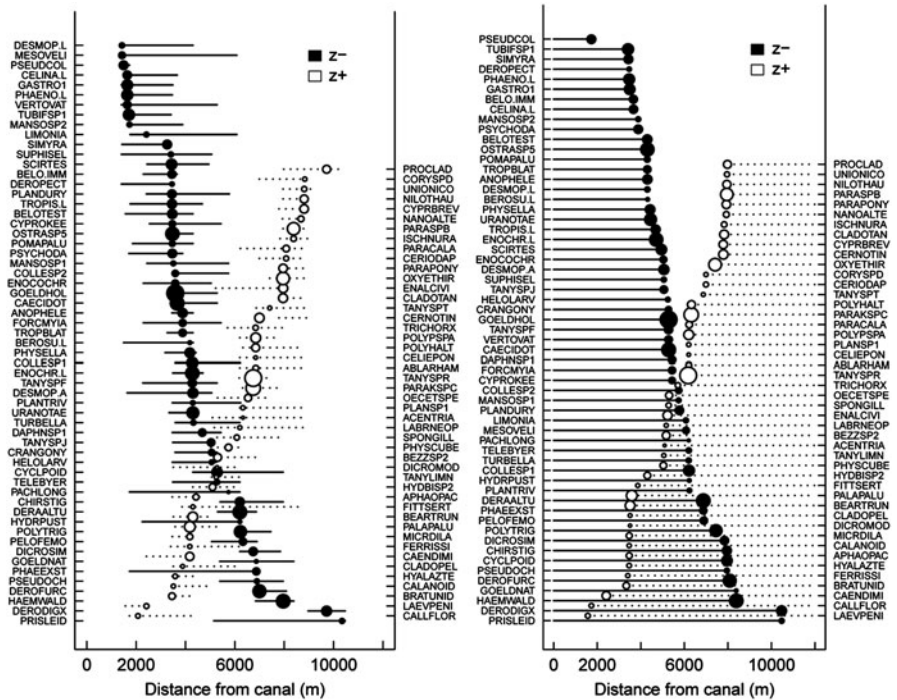 DESMOP.L
MESOVELI
PSEUDCOL
CELINA.L
GASTRO1
PHAENO.L
VERTOVAT
TUBIFSP1
MANSOSP2
LIMONIA
SIMYRA
SUPHISEL
SCIRTES
BELO.IMM
DEROPECT
PLANDURY
TROPIS.L
BELOTEST
CYPROKEE
OSTRASP5
POMAPALU
PSYCHODA
MANSOSP1
COLLESP2
ENOCOCHR
GOELDHOL
CAECIDOT
ANOPHELE
FORCMYIA
TROPBLAT
BEROSU.L
PHYSELLA
COLLESP1
ENOCHR.L
TANYSPF
DESMOP.A
PLANTRIV
URANOTAE
TURBELLA
DAPHNSP1
TANYSPJ
CRANGONY
HELOLARV
CYCLPOID
TELEBYER
PACHLONG
CHIRSTIG
DERAALTU
HYDRPUST
POLYTRIG
PELOFEMO
DICROSIM
GOELDNAT
PHAEEXST
PSEUDOCH
DEROFURC
HAEMWALD
DERODIGX
PRISLEID
z−
z+
PROCLAD
CORYSPD
UNIONICO
NILOTHAU
CYPRBREV
NANOALTE
PARASPB
ISCHNURA
PARACALA
CERIODAP
PARAPONY
OXYETHIR
ENALCIVI
CLADOTAN
TANYSPT
CERNOTIN
TRICHORX
POLYPSPA
POLYHALT
CELIEPON
ABLARHAM
TANYSPR
PARAKSPC
OECETSPE
PLANSP1
ACENTRIA
LABRNEOP
SPONGILL
PHYSCUBE
BEZZSP2
DICROMOD
TANYLIMN
HYDBISP2
APHAOPAC
FITTSERT
BEARTRUN
PALAPALU
MICRDILA
FERRISSI
CAENDIMI
CLADOPEL
HYALAZTE
CALANOID
BRATUNID
LAEVPENI
CALLFLOR
0 2000 6000 10000
Distance from canal (m)
PSEUDCOL
TUBIFSP1
SIMYRA
DEROPECT
PHAENO.L
GASTRO1
BELO.IMM
CELINA.L
MANSOSP2
PSYCHODA
BELOTEST
OSTRASP5
POMAPALU
TROPBLAT
ANOPHELE
DESMOP.L
BEROSU.L
PHYSELLA
URANOTAE
TROPIS.L
ENOCHR.L
SCIRTES
ENOCOCHR
DESMOP.A
SUPHISEL
TANYSPJ
HELOLARV
CRANGONY
GOELDHOL
TANYSPF
VERTOVAT
CAECIDOT
DAPHNSP1
FORCMYIA
CYPROKEE
COLLESP2
MANSOSP1
PLANDURY
LIMONIA
MESOVELI
PACHLONG
TELEBYER
TURBELLA
COLLESP1
HYDRPUST
PLANTRIV
DERAALTU
PHAEEXST
PELOFEMO
POLYTRIG
DICROSIM
CHIRSTIG
CYCLPOID
PSEUDOCH
DEROFURC
GOELDNAT
HAEMWALD
DERODIGX
PRISLEID
z−
z+
PROCLAD
UNIONICO
NILOTHAU
PARASPB
PARAPONY
NANOALTE
ISCHNURA
CLADOTAN
CYPRBREV
CERNOTIN
OXYETHIR
CORYSPD
CERIODAP
TANYSPT
POLYHALT
PARAKSPC
PARACALA
POLYPSPA
PLANSP1
CELIEPON
ABLARHAM
TANYSPR
TRICHORX
OECETSPE
SPONGILL
ENALCIVI
LABRNEOP
BEZZSP2
ACENTRIA
TANYLIMN
PHYSCUBE
HYDBISP2
FITTSERT
PALAPALU
BEARTRUN
CLADOPEL
DICROMOD
MICRDILA
CALANOID
APHAOPAC
HYALAZTE
FERRISSI
BRATUNID
CAENDIMI
CALLFLOR
LAEVPENI
0 2000 6000 10000
Distance from canal (m)